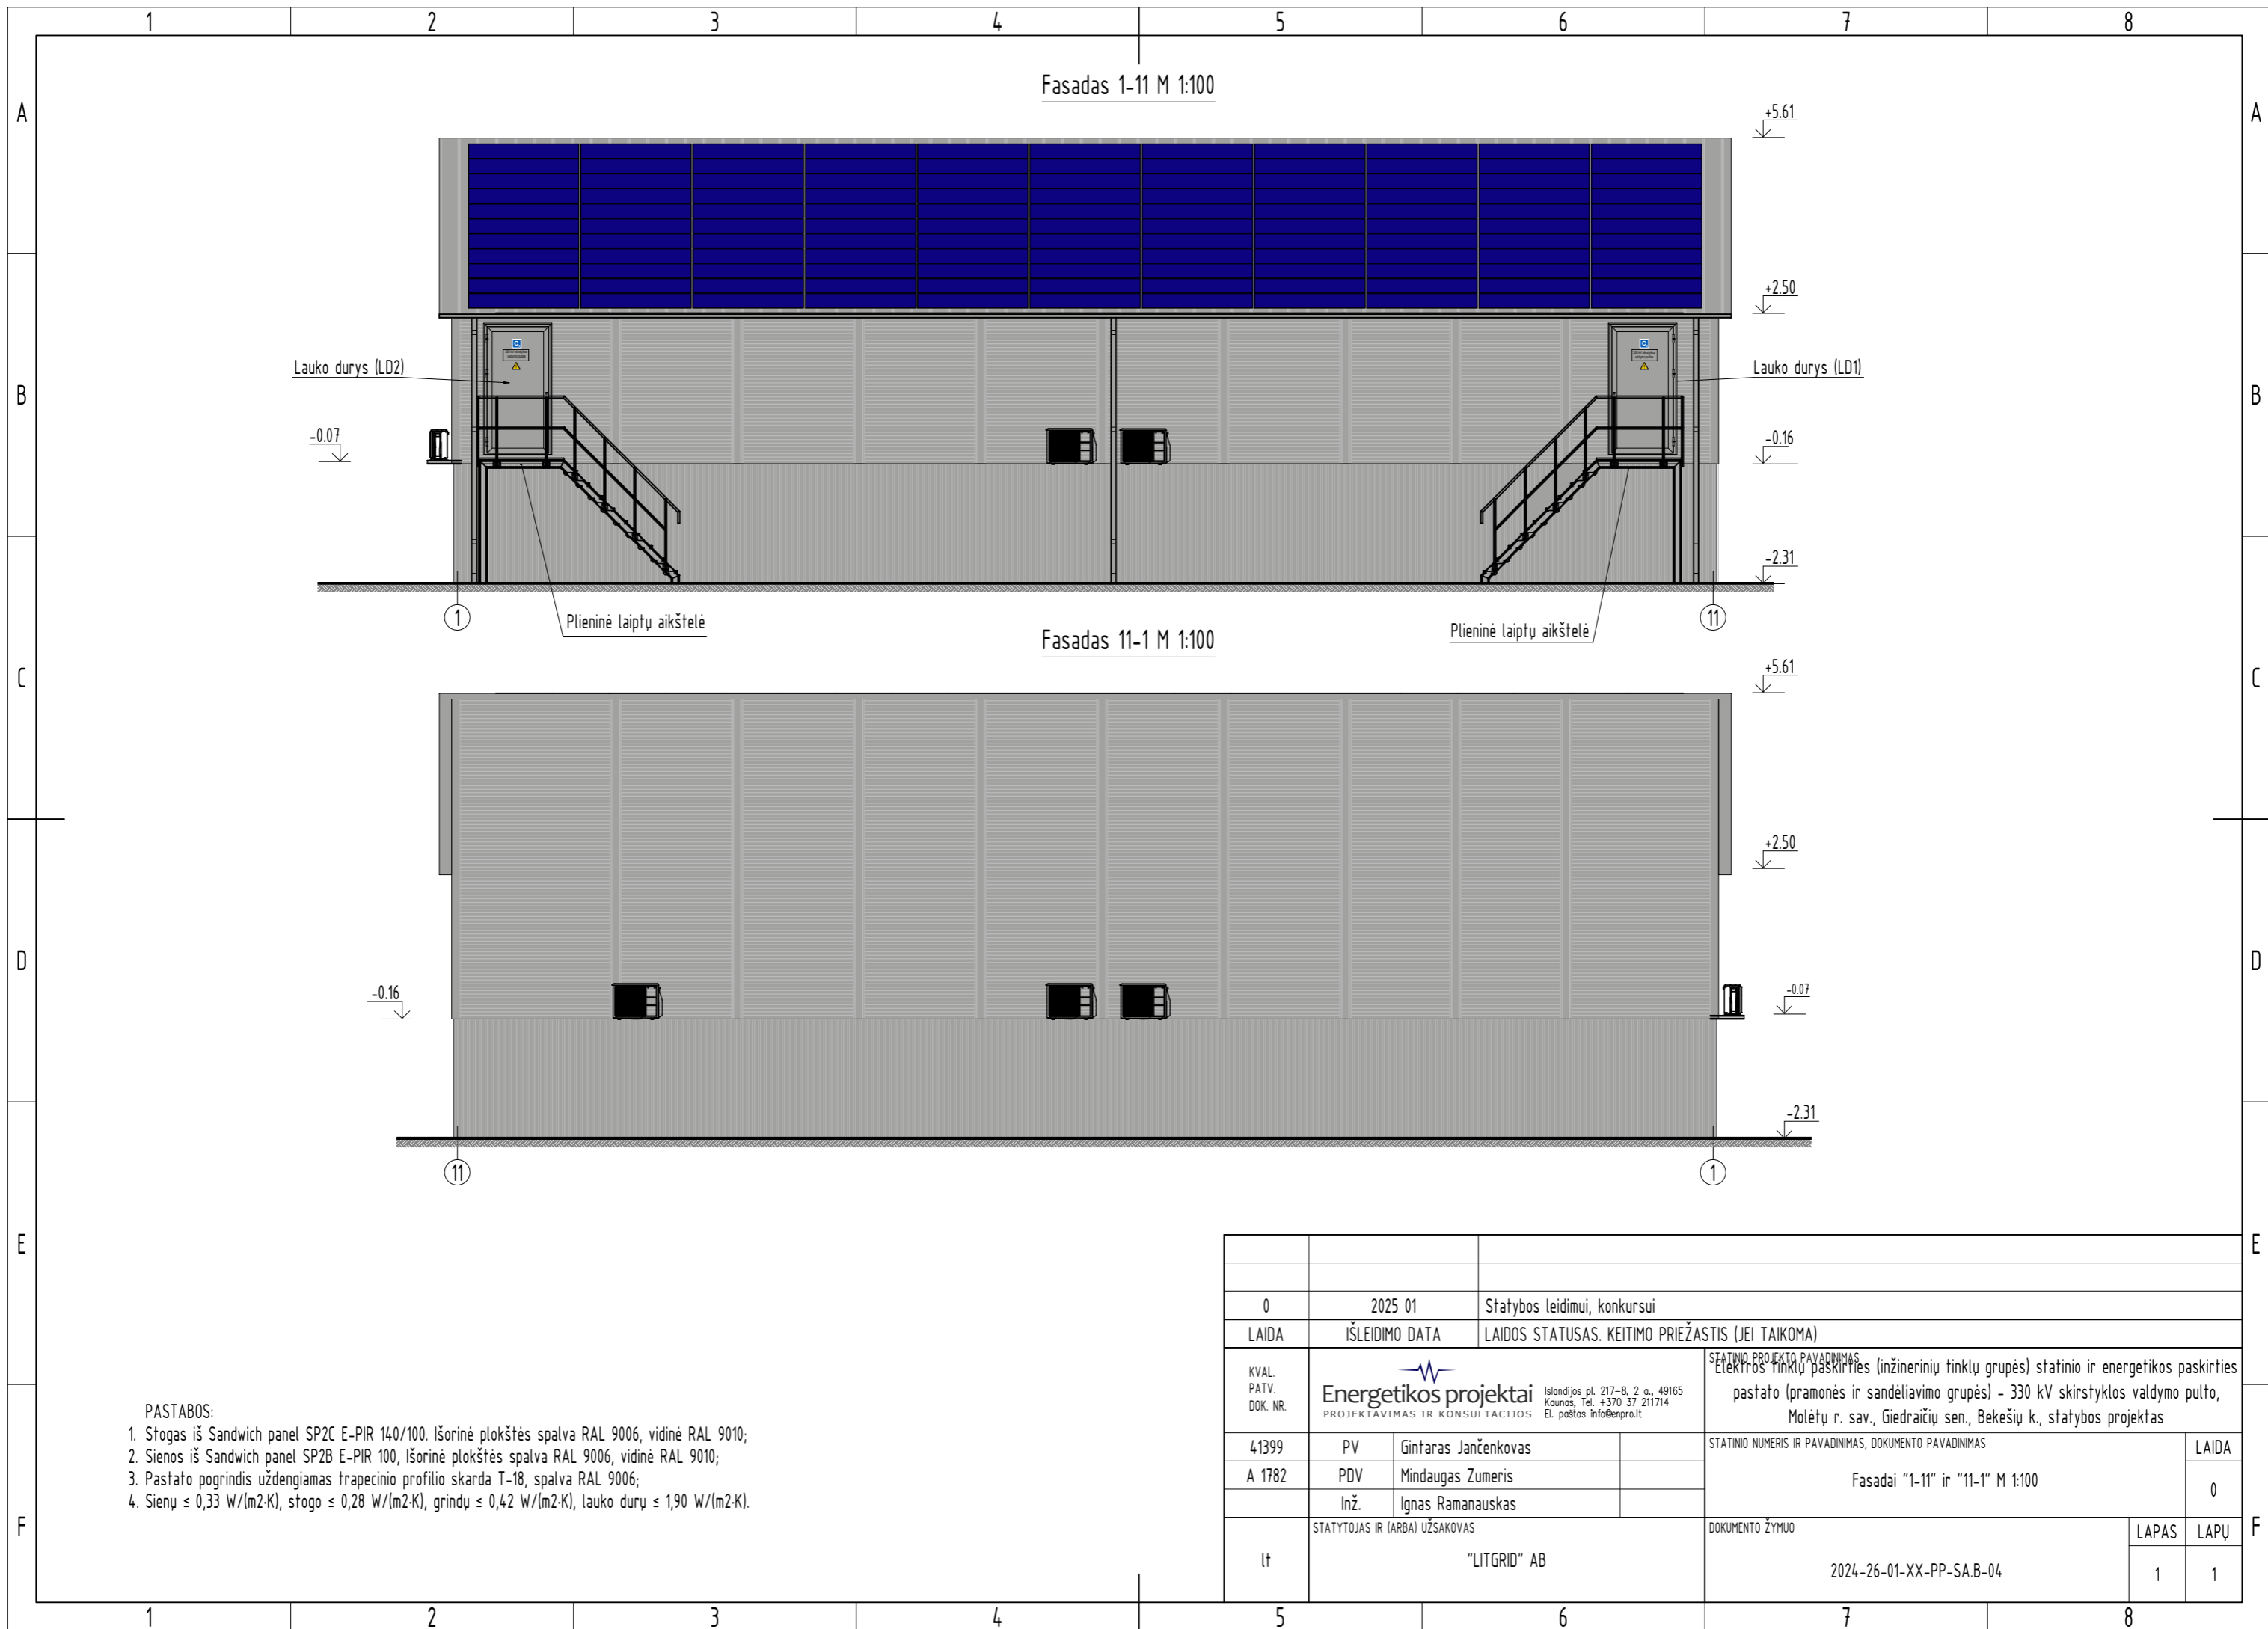 1 2 3 4 5 6 7 8
A A
B B
C C
D D
E E
F F
Fasadas 1-11 M 1:100
+5.61
+2.50
Lauko durys (LD2)
Lauko durys (LD1)
-0.07
-0.16
-2.31
1
11
Plieninė laiptų aikštelė
Plieninė laiptų aikštelė
Fasadas 11-1 M 1:100
+5.61
+2.50
-0.16
-0.07
-2.31
11
1
PASTABOS:
1. Stogas iš Sandwich panel SP2C E-PIR 140/100. Išorinė plokštės spalva RAL 9006, vidinė RAL 9010;
2. Sienos iš Sandwich panel SP2B E-PIR 100, Išorinė plokštės spalva RAL 9006, vidinė RAL 9010;
3. Pastato pogrindis uždengiamas trapecinio profilio skarda T-18, spalva RAL 9006;
4. Sienų ≤ 0,33 W/(m2·K), stogo ≤ 0,28 W/(m2·K), grindų ≤ 0,42 W/(m2·K), lauko durų ≤ 1,90 W/(m2·K).
0 2025 01 Statybos leidimui, konkursui
LAIDA IŠLEIDIMO DATA LAIDOS STATUSAS. KEITIMO PRIEŽASTIS (JEI TAIKOMA)
KVAL.
PATV.
DOK. NR.
Energetikos projektai
PROJEKTAVIMAS IR KONSULTACIJOS
Islandijos pl. 217-8, 2 a., 49165
Kaunas, Tel. +370 37 211714
El. paštas info@enpro.lt
STATINIO PROJEKTO PAVADINIMAS
Elektros tinklų paskirties (inžinerinių tinklų grupės) statinio ir energetikos paskirties
pastato (pramonės ir sandėliavimo grupės) - 330 kV skirstyklos valdymo pulto,
Molėtų r. sav., Giedraičių sen., Bekešių k., statybos projektas
41399 PV Gintaras Jančenkovas
A 1782 PDV Mindaugas Zumeris
Inž. Ignas Ramanauskas
STATINIO NUMERIS IR PAVADINIMAS, DOKUMENTO PAVADINIMAS
Fasadai "1-11" ir "11-1" M 1:100
LAIDA
0
lt
STATYTOJAS IR (ARBA) UŽSAKOVAS
"LITGRID" AB
DOKUMENTO ŽYMUO
2024-26-01-XX-PP-SA.B-04
LAPAS LAPŲ
1 1
1 2 3 4 5 6 7 8